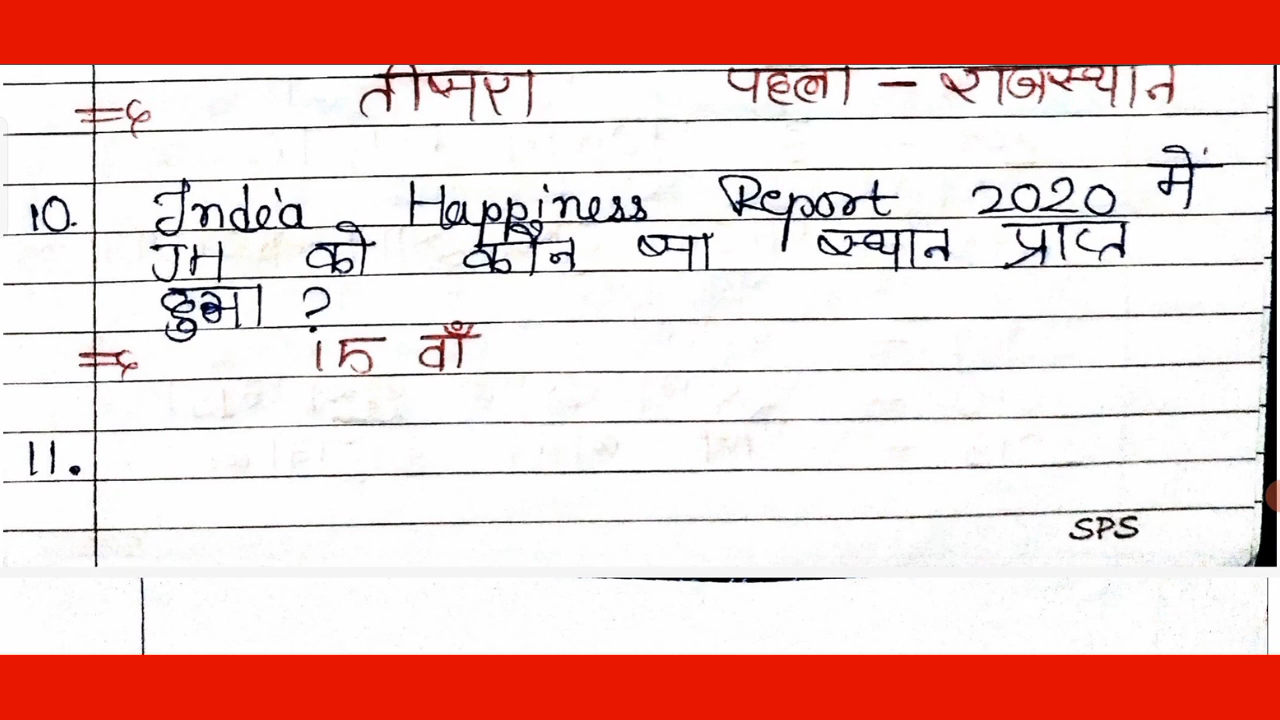 => तीसरा पहला - राजस्थान
10. India Happiness Report 2020 में
JH को कौन सा स्थान प्राप्त
हुआ ?
=> 15 वाँ
11.
SPS